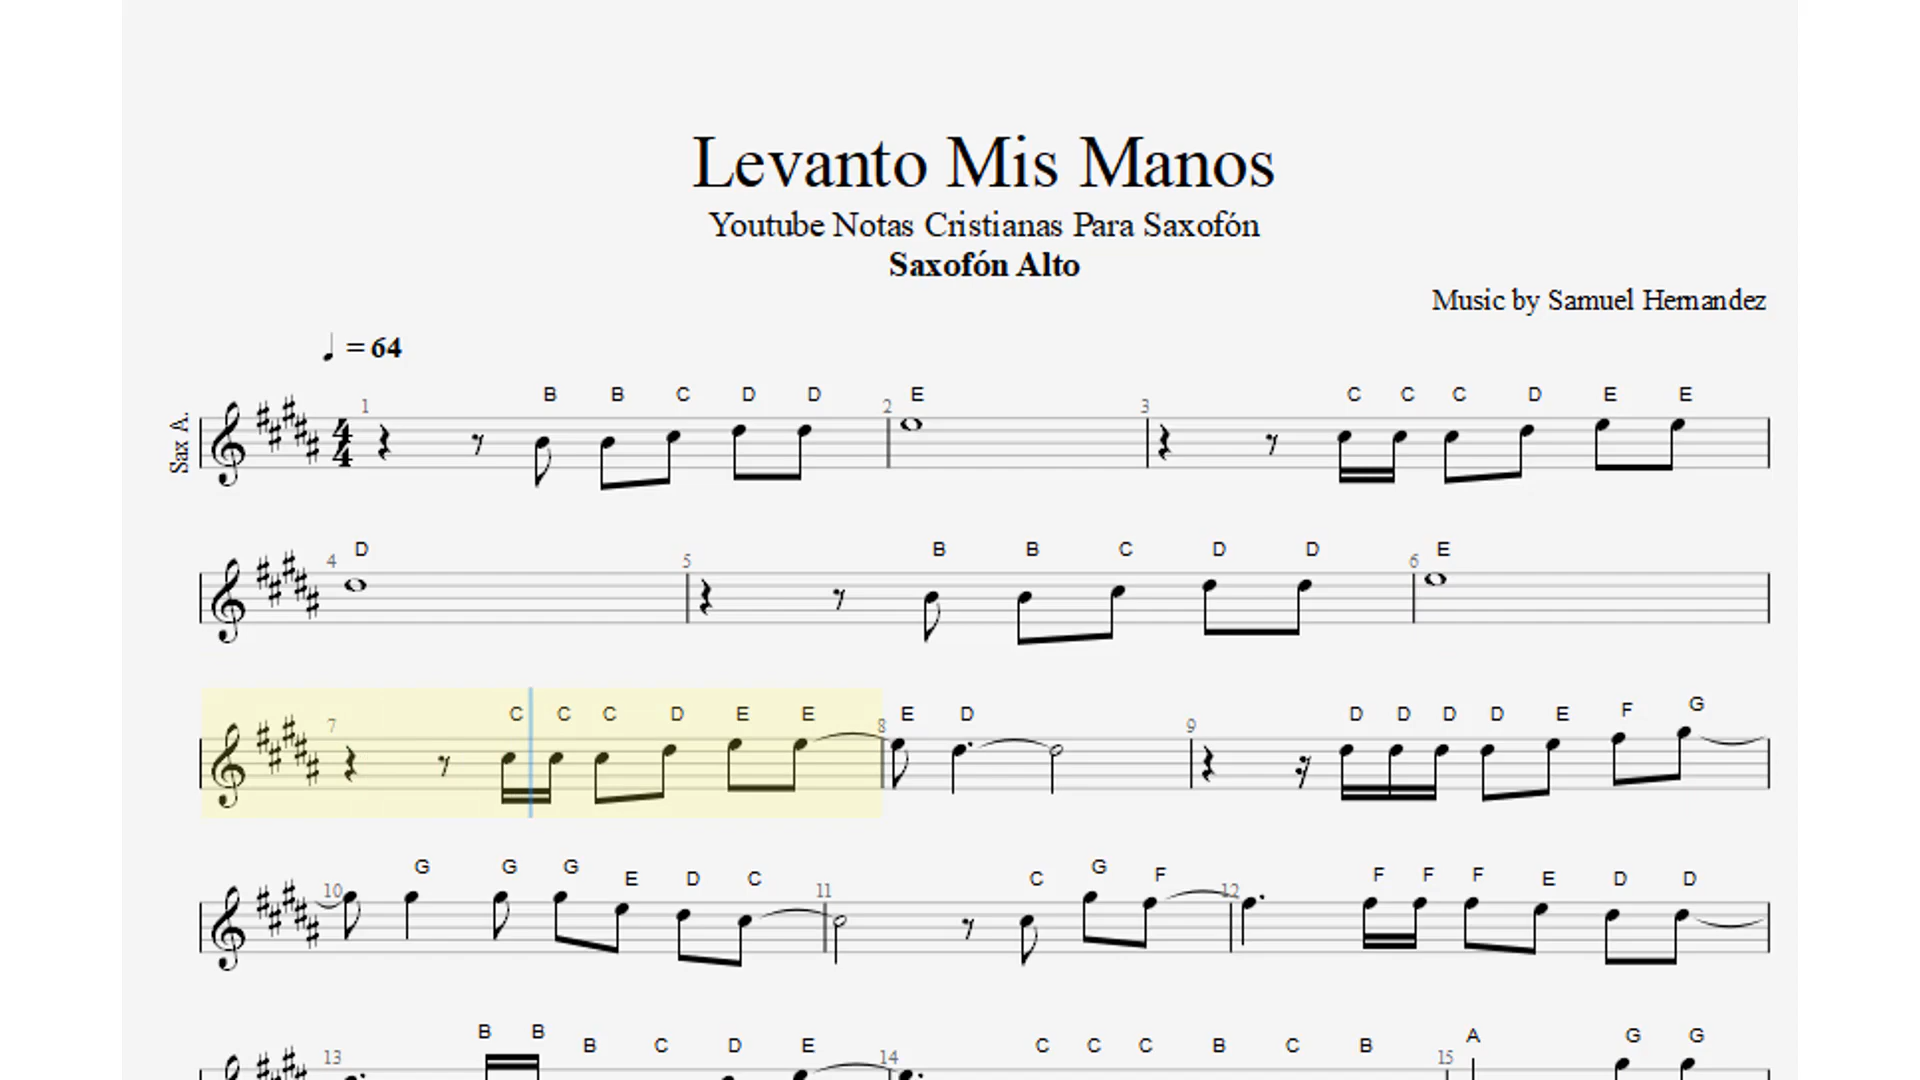 Levanto Mis Manos
Youtube Notas Cristianas Para Saxofón
Saxofón Alto
Music by Samuel Hernandez
= 64
Sax A.
1 B B C D D 2 E 3 C C C D E E
4 D 5 B B C D D 6 E
7 C C C D E E 8 E D 9 D D D D E F G
10 G G G E D C 11 C G F 12 F F F E D D
13 B B B C D E 14 C C C B C B 15 A G G